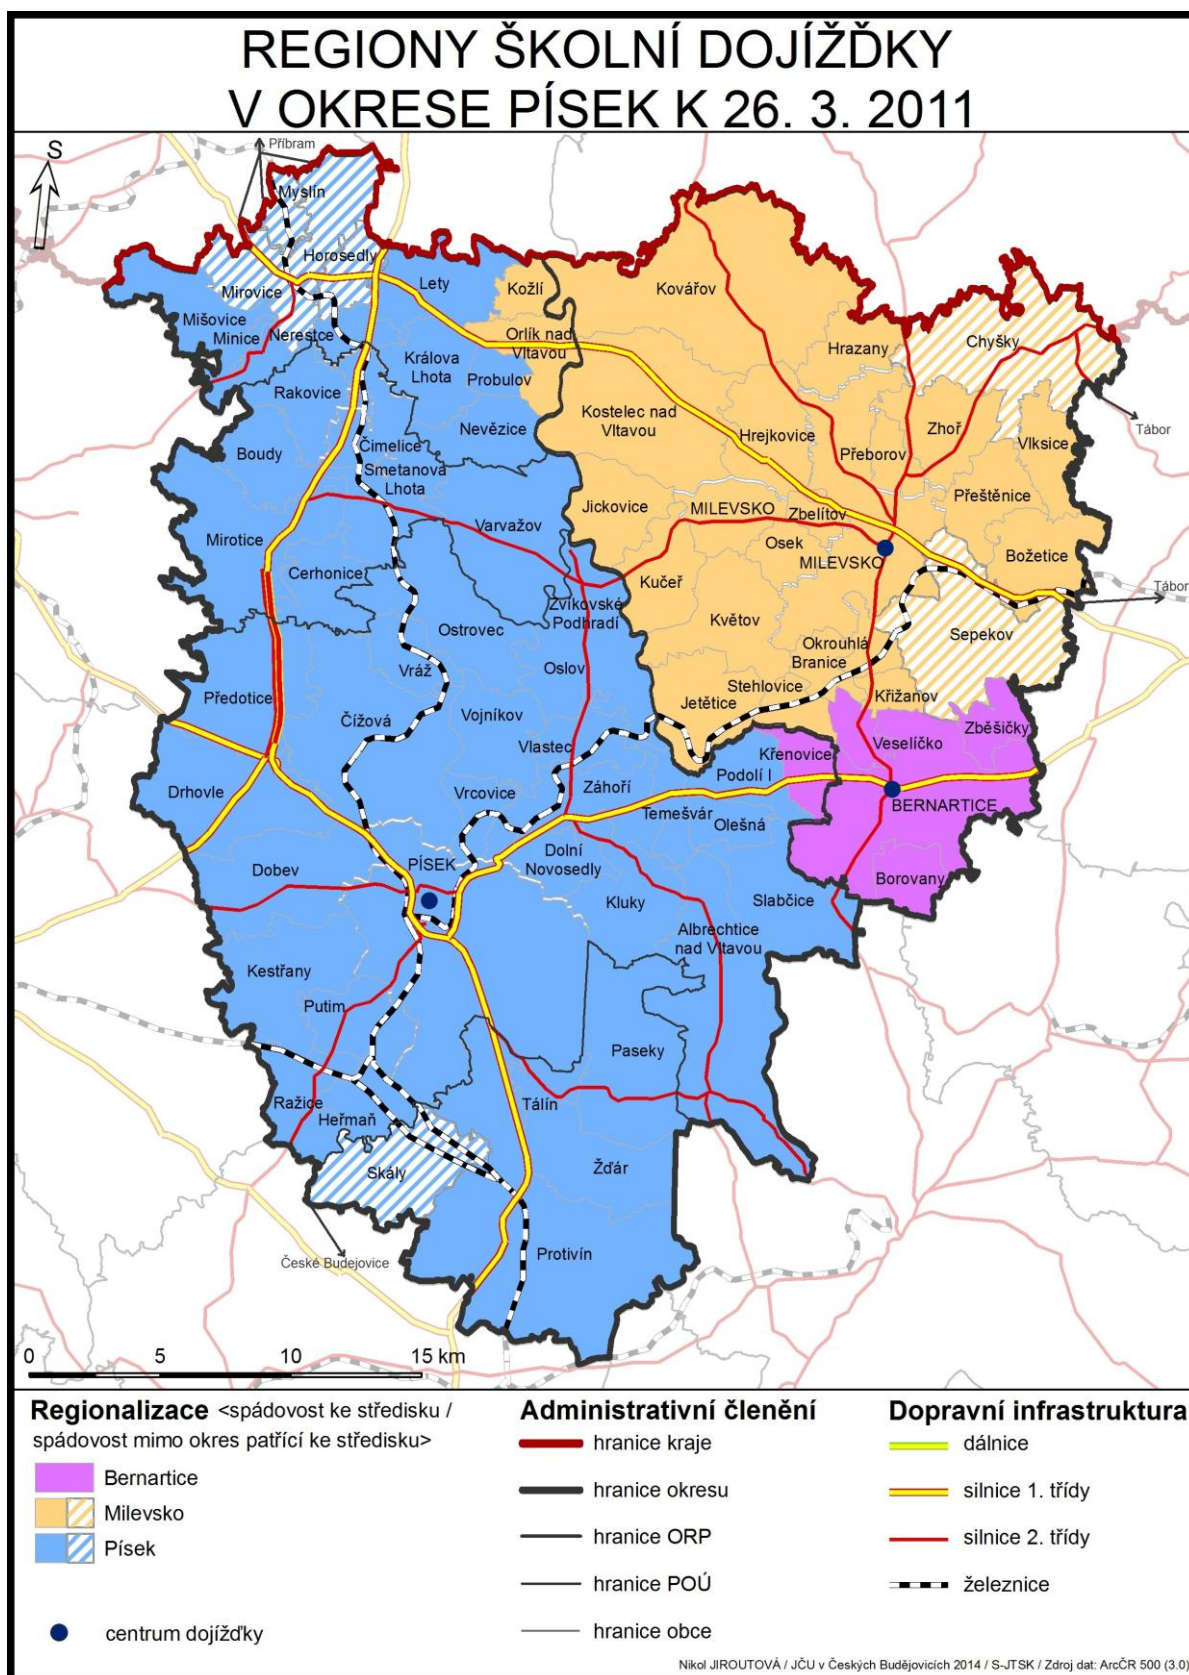 REGIONY ŠKOLNÍ DOJÍŽĎKY
V OKRESE PÍSEK K 26. 3. 2011
Příbram
S
Myslín
Horosedly
Lety
Kožlí
Kovářov
Mirovice
Mišovice
Minice
Nerestce
Orlík nad
Vltavou
Hrazany
Chyšky
Králova
Lhota
Probulov
Rakovice
Nevězice
Kostelec nad
Vltavou
Hrejkovice
Zhoř
Tábor
Vlksice
Boudy
Čimelice
Smetanova
Lhota
Přeborov
Přeštěnice
Jickovice
MILEVSKO
Zbelítov
Varvažov
Mirotice
Osek
MILEVSKO
Božetice
Cerhonice
Kučeř
Tábor
Zvíkovské
Podhradí
Květov
Ostrovec
Sepekov
Okrouhlá
Branice
Oslov
Vráž
Stehlovice
Předotice
Jetětice
Křižanov
Čížová
Vojníkov
Zběšičky
Vlastec
Křenovice
Veselíčko
Podolí I
Drhovle
Vrcovice
Záhoří
BERNARTICE
Temešvár
Olešná
Dobev
PÍSEK
Dolní
Novosedly
Borovany
Kluky
Slabčice
Albrechtice
nad Vltavou
Kestřany
Putim
Paseky
Ražice
Tálín
Heřmaň
Skály
Žďár
Protivín
České Budejovice
0 5 10 15 km
Regionalizace <spádovost ke středisku /
spádovost mimo okres patřící ke středisku>
Bernartice
Milevsko
Písek
centrum dojížďky
Administrativní členění
hranice kraje
hranice okresu
hranice ORP
hranice POÚ
hranice obce
Dopravní infrastruktura
dálnice
silnice 1. třídy
silnice 2. třídy
železnice
Nikol JIROUTOVÁ / JČU v Českých Budějovicích 2014 / S-JTSK / Zdroj dat: ArcČR 500 (3.0)